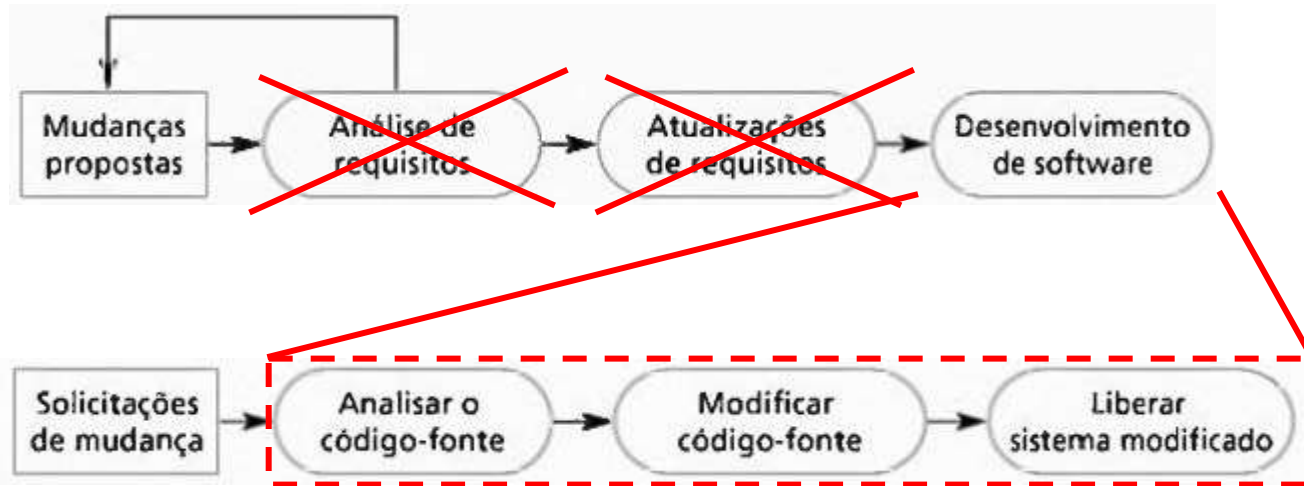 Mudanças
propostas
Análise de
requisitos
Atualizações
de requisitos
Desenvolvimento
de software
Solicitações
de mudança
Analisar o
código-fonte
Modificar
código-fonte
Liberar
sistema modificado